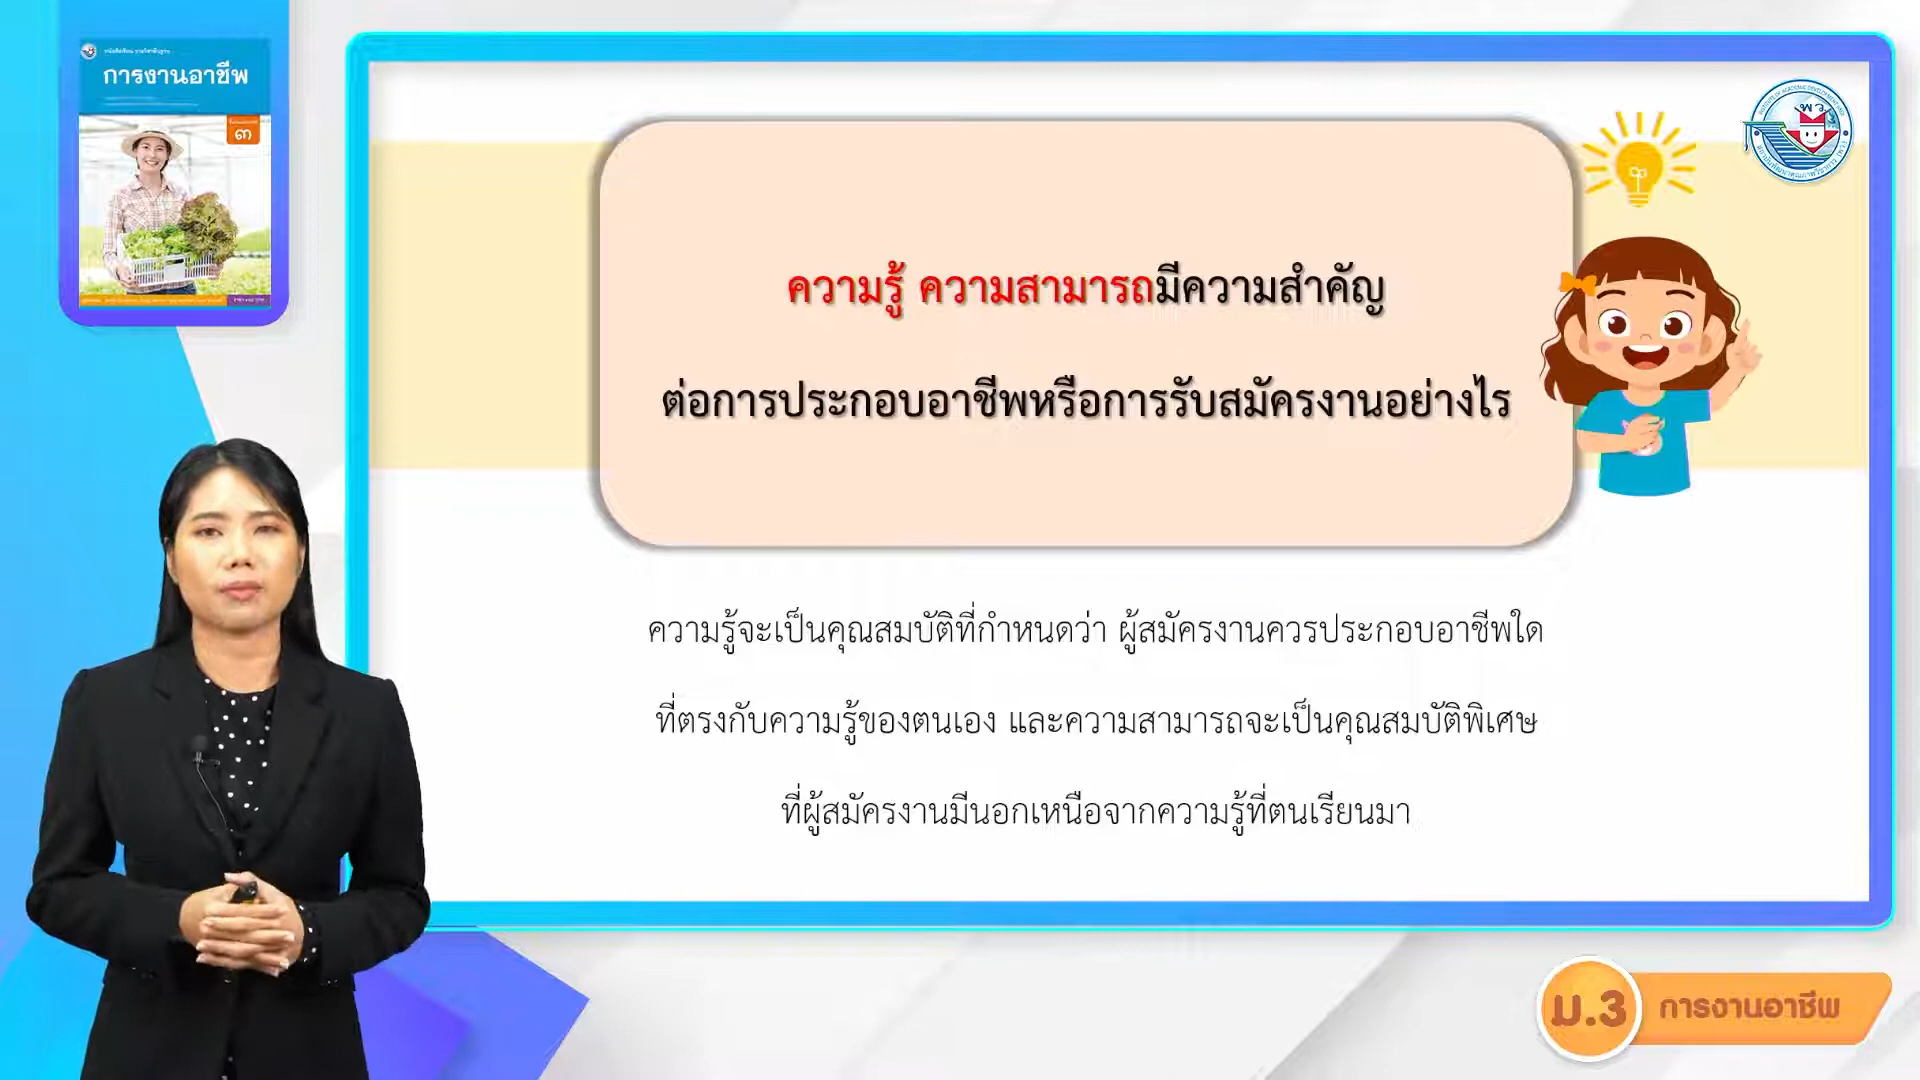 การงานอาชีพ
๓
ความรู้ ความสามารถมีความสำคัญ
ต่อการประกอบอาชีพหรือการรับสมัครงานอย่างไร
ความรู้จะเป็นคุณสมบัติที่กำหนดว่า ผู้สมัครงานควรประกอบอาชีพใด
ที่ตรงกับความรู้ของตนเอง และความสามารถจะเป็นคุณสมบัติพิเศษ
ที่ผู้สมัครงานมีนอกเหนือจากความรู้ที่ตนเรียนมา
ม.3 การงานอาชีพ